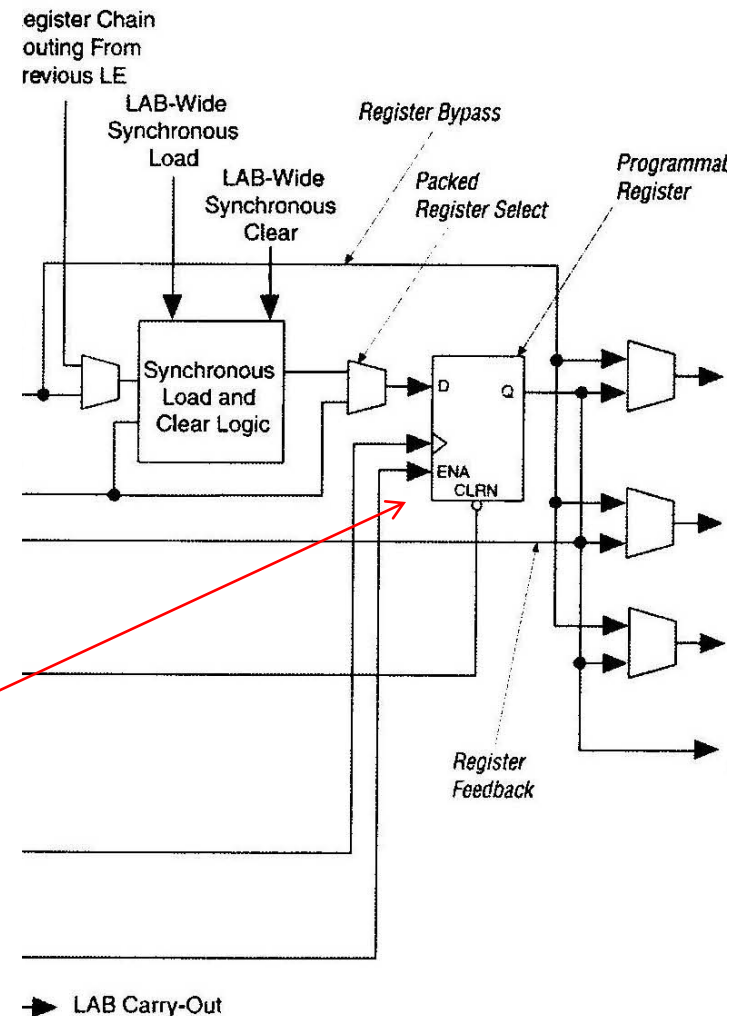 egister Chain
outing From
revious LE
LAB-Wide
Synchronous
Load
LAB-Wide
Synchronous
Clear
Register Bypass
Packed
Register Select
Programmal
Register
Synchronous
Load and
Clear Logic
D
Q
ENA
CLRN
Register
Feedback
LAB Carry-Out